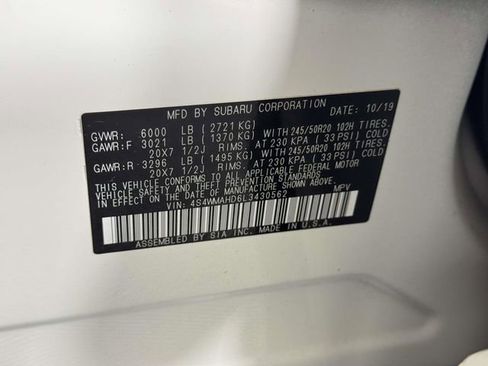 MFD BY SUBARU CORPORATION DATE: 10/19
GVWR: 6000 LB (2721 KG)
GAWR:F 3021 LB (1370 KG) WITH 245/50R20 102H TIRES.
20X7 1/2J RIMS. AT 230 KPA (33 PSI) COLD
GAWR:R 3296 LB (1495 KG) WITH 245/50R20 102H TIRES.
20X7 1/2J RIMS. AT 230 KPA (33 PSI) COLD
THIS VEHICLE CONFORMS TO ALL APPLICABLE FEDERAL MOTOR
VEHICLE SAFETY AND THEFT PREVENTION STANDARDS IN EFFECT
ON THE DATE OF MANUFACTURE SHOWN ABOVE.
VIN: 4S4WMAHD6L3430562 MPV
ASSEMBLED BY SIA INC. MADE IN U.S.A.